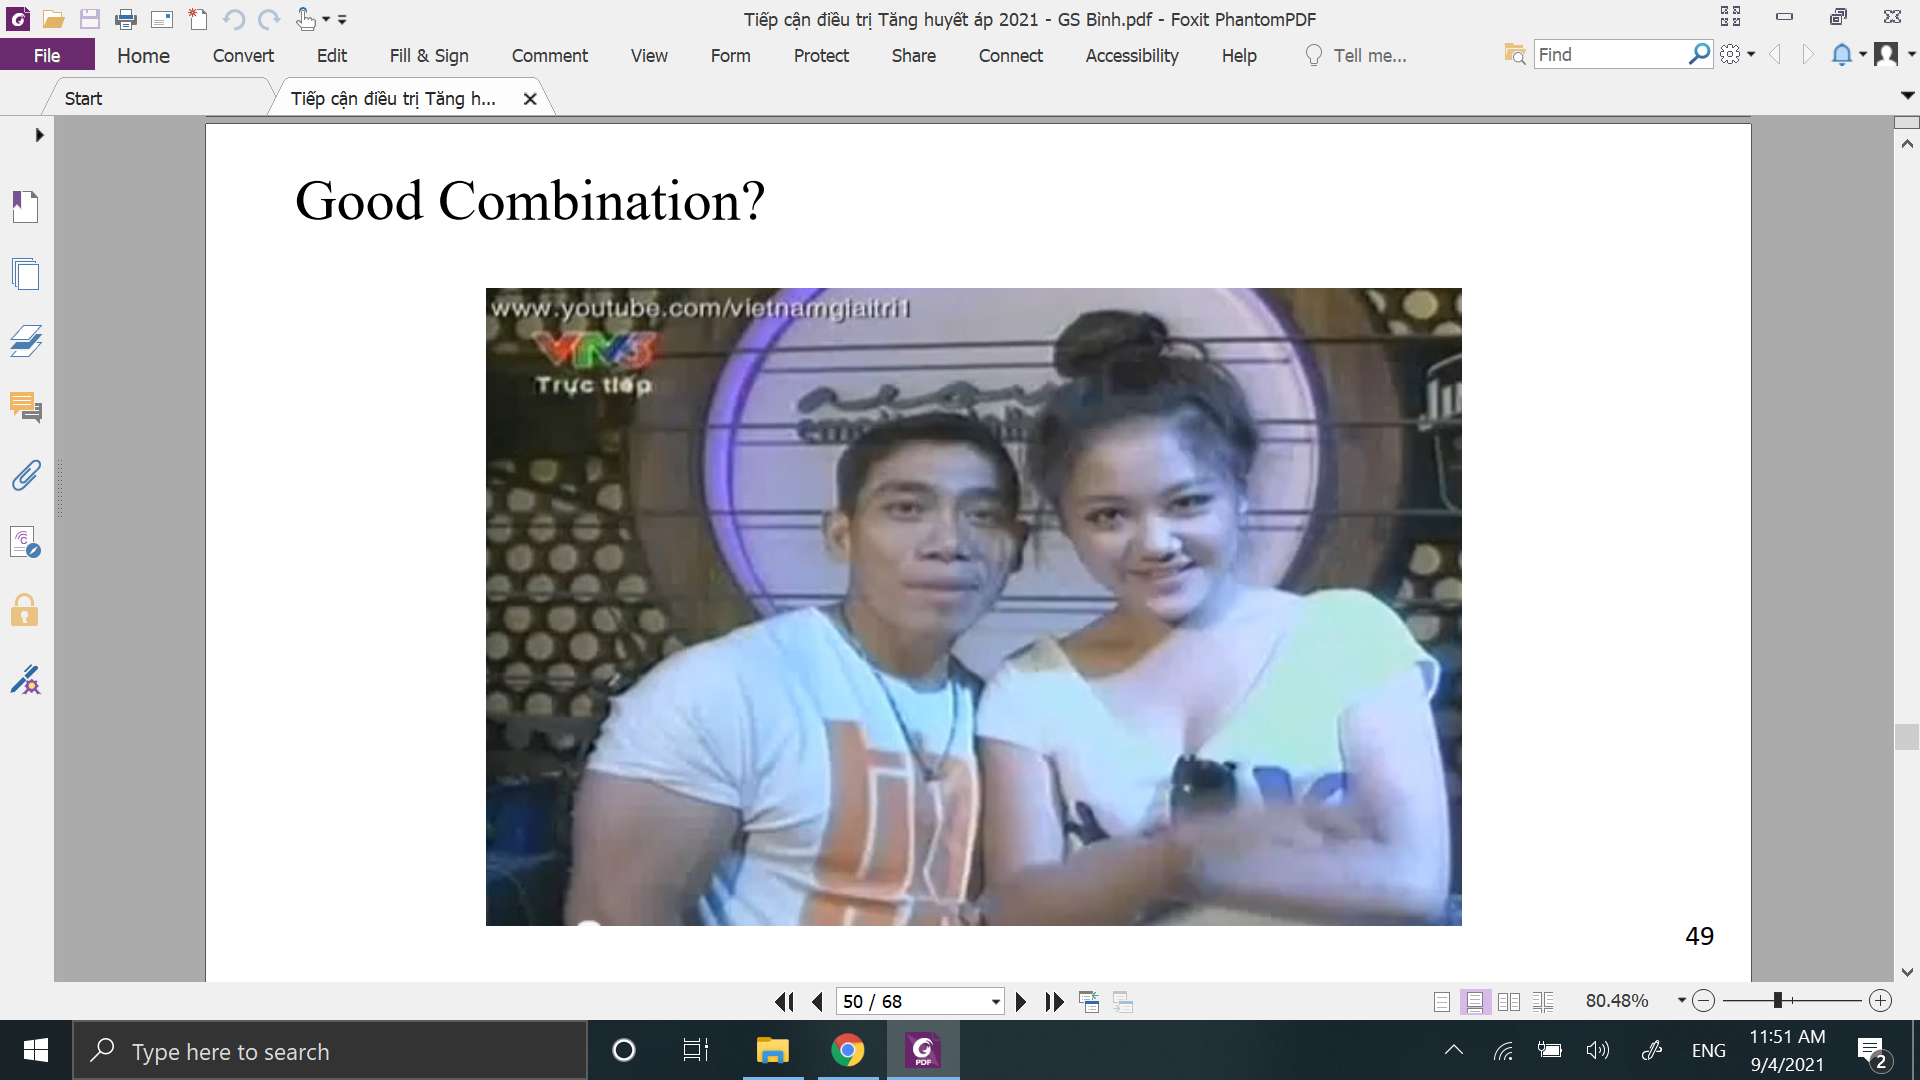 Tiếp cận điều trị Tăng huyết áp 2021 - GS Bình.pdf - Foxit PhantomPDF
File Home Convert Edit Fill & Sign Comment View Form Protect Share Connect Accessibility Help Tell me... Find
Start Tiếp cận điều trị Tăng h...
Good Combination?
www.youtube.com/vietnamgiaitri1
VTV3
Trực tiếp
49
50 / 68 80.48%
Type here to search PDF ENG 11:51 AM
9/4/2021 2